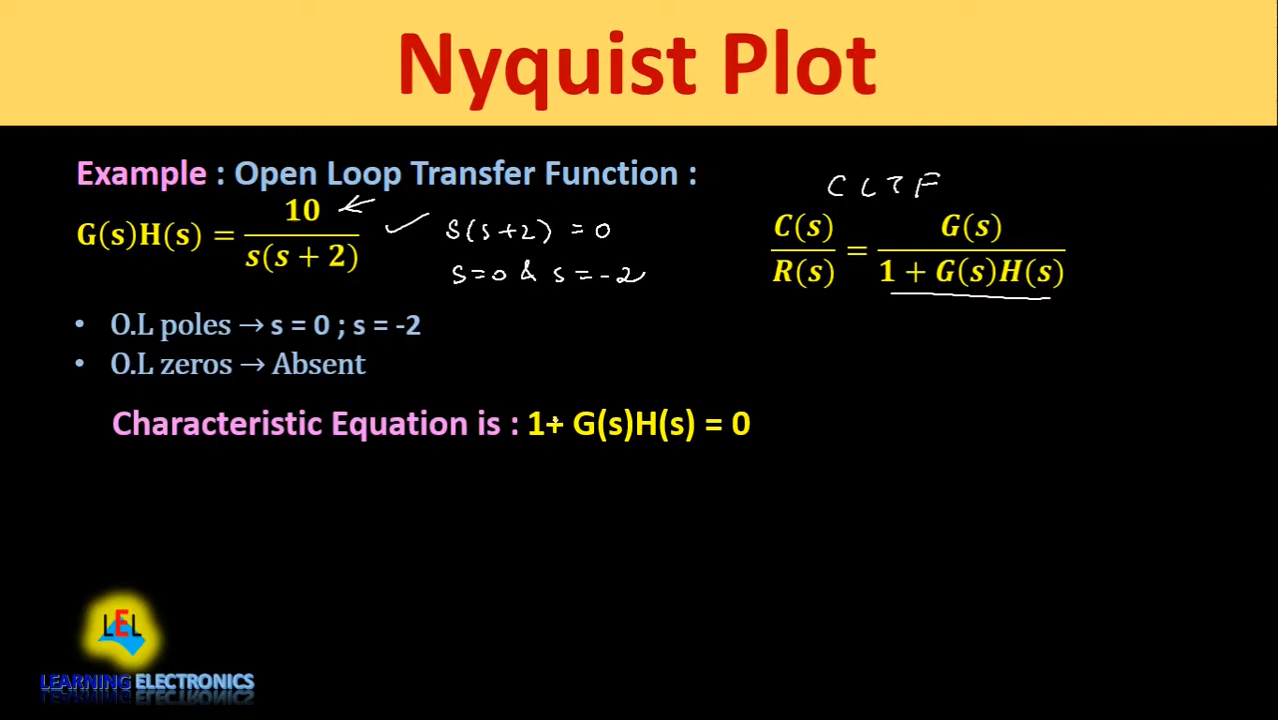 Nyquist Plot
Example : Open Loop Transfer Function :
G(s)H(s) = 10 / s(s + 2)
s(s+2) = 0
s=0 & s = -2
C L T F
C(s) / R(s) = G(s) / 1 + G(s)H(s)
• O.L poles → s = 0 ; s = -2
• O.L zeros → Absent
Characteristic Equation is : 1+ G(s)H(s) = 0
LEL
LEARNING ELECTRONICS